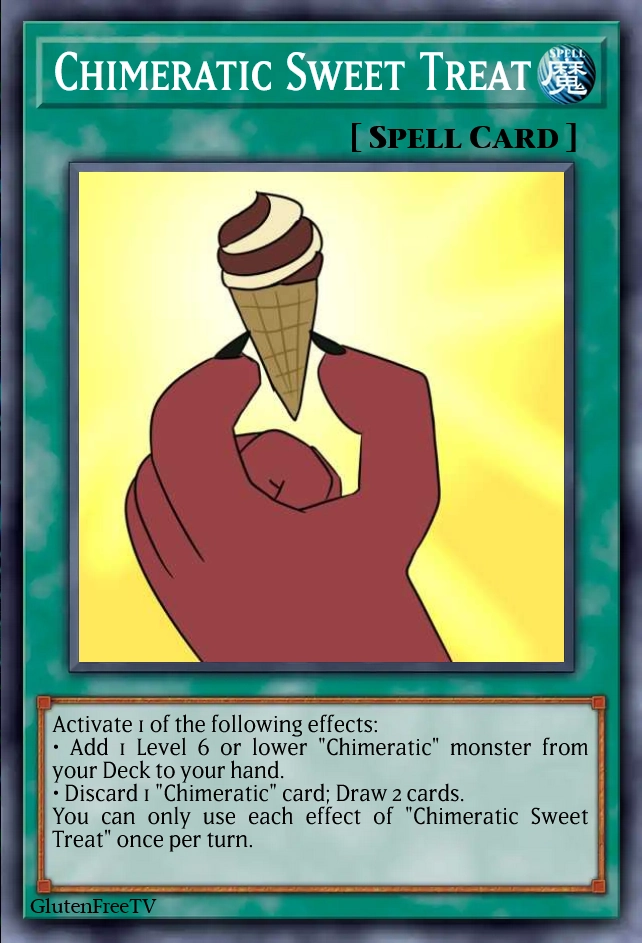 Chimeratic Sweet Treat
SPELL
魔
[ Spell Card ]
Activate 1 of the following effects:
• Add 1 Level 6 or lower "Chimeratic" monster from
your Deck to your hand.
• Discard 1 "Chimeratic" card; Draw 2 cards.
You can only use each effect of "Chimeratic Sweet
Treat" once per turn.
GlutenFreeTV